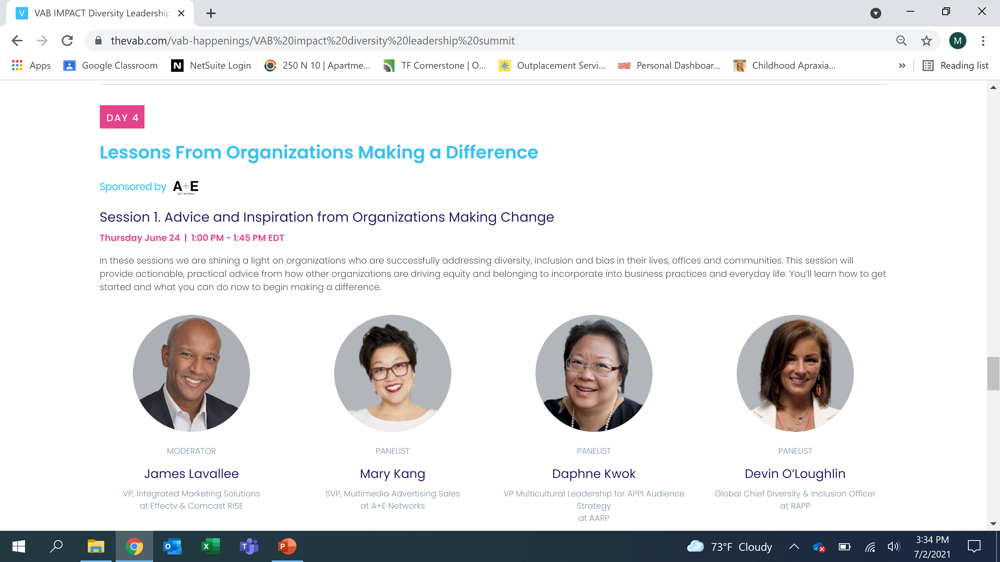 V VAB IMPACT Diversity Leadership
thevab.com/vab-happenings/VAB%20impact%20diversity%20leadership%20summit
M
Apps
Google Classroom
N NetSuite Login
250 N 10 | Apartme...
TF Cornerstone | O...
Outplacement Servi...
Personal Dashboar...
Childhood Apraxia...
»
Reading list
DAY 4
Lessons From Organizations Making a Difference
Sponsored by A+E
NETWORKS
Session 1. Advice and Inspiration from Organizations Making Change
Thursday June 24 | 1:00 PM - 1:45 PM EDT
In these sessions we are shining a light on organizations who are successfully addressing diversity, inclusion and bias in their lives, offices and communities. This session will
provide actionable, practical advice from how other organizations are driving equity and belonging to incorporate into business practices and everyday life. You’ll learn how to get
started and what you can do now to begin making a difference.
MODERATOR
James Lavallee
VP, Integrated Marketing Solutions
at Effectv & Comcast RISE
PANELIST
Mary Kang
SVP, Multimedia Advertising Sales
at A+E Networks
PANELIST
Daphne Kwok
VP Multicultural Leadership for APPI Audience
Strategy
at AARP
PANELIST
Devin O’Loughlin
Global Chief Diversity & Inclusion Officer
at RAPP
O
X
T
P
73°F Cloudy
3:34 PM
7/2/2021